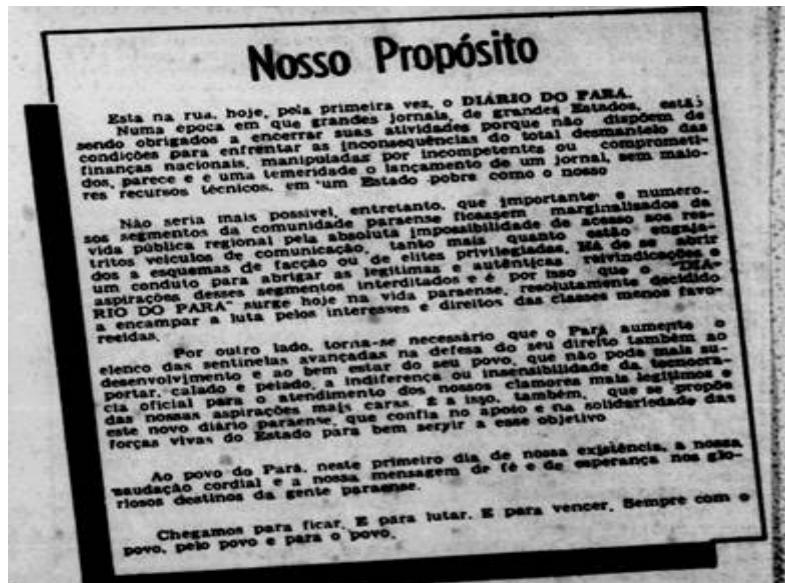 Nosso Propósito
Esta na rua, hoje, pela primeira vez, o DIÁRIO DO PARÁ.
Numa época em que grandes jornais, de grandes Estados, estão
sendo obrigados a encerrar suas atividades porque não dispõem de
condições para enfrentar as inconsequências do total desmantelo das
finanças nacionais, manipuladas por incompetentes ou comprometi-
dos, parece e e uma temeridade o lançamento de um jornal, sem maio-
res recursos técnicos, em um Estado pobre como o nosso
Não seria mais possivel, entretanto, que importante e numero-
sos segmentos da comunidade paraense ficassem marginalisados da
vida pública regional pela absoluta impossibilidade de acesso aos res-
tritos veiculos de comunicação, tanto mais quanto estão engaja-
dos a esquemas de facção ou de elites privilegiadas. Há de se abrir
um conduto para abrigar as legitimas e autênticas reivindicações e
aspirações desses segmentos interditados e é por isso que o "DIÁ-
RIO DO PARÁ" surge hoje na vida paraense, resolutamente decidido
a encampar a luta pelos interesses e direitos das classes menos favo-
recidas.
Por outro lado, torna-se necessário que o Pará aumente o
elenco das sentinelas avançadas na defesa do seu direito também ao
desenvolvimento e ao bem estar do seu povo, que não pode mais su-
portar, calado e pelado, a indiferença ou insensibilidade da tecnocra-
cia oficial para o atendimento dos nossos clamores mais legitimos e
das nossas aspirações mais caras. E a isso, também, que se propõe
este novo diário paraense, que confia no apoio e na solidariedade das
forças vivas do Estado para bem servir a esse objetivo
Ao povo do Pará, neste primeiro dia de nossa existência, a nossa
saudação cordial e a nossa mensagem de fé e de esperança nos glo-
riosos destinos da gente paraense.
Chegamos para ficar. E para lutar. E para vencer. Sempre com o
povo, pelo povo e para o povo.